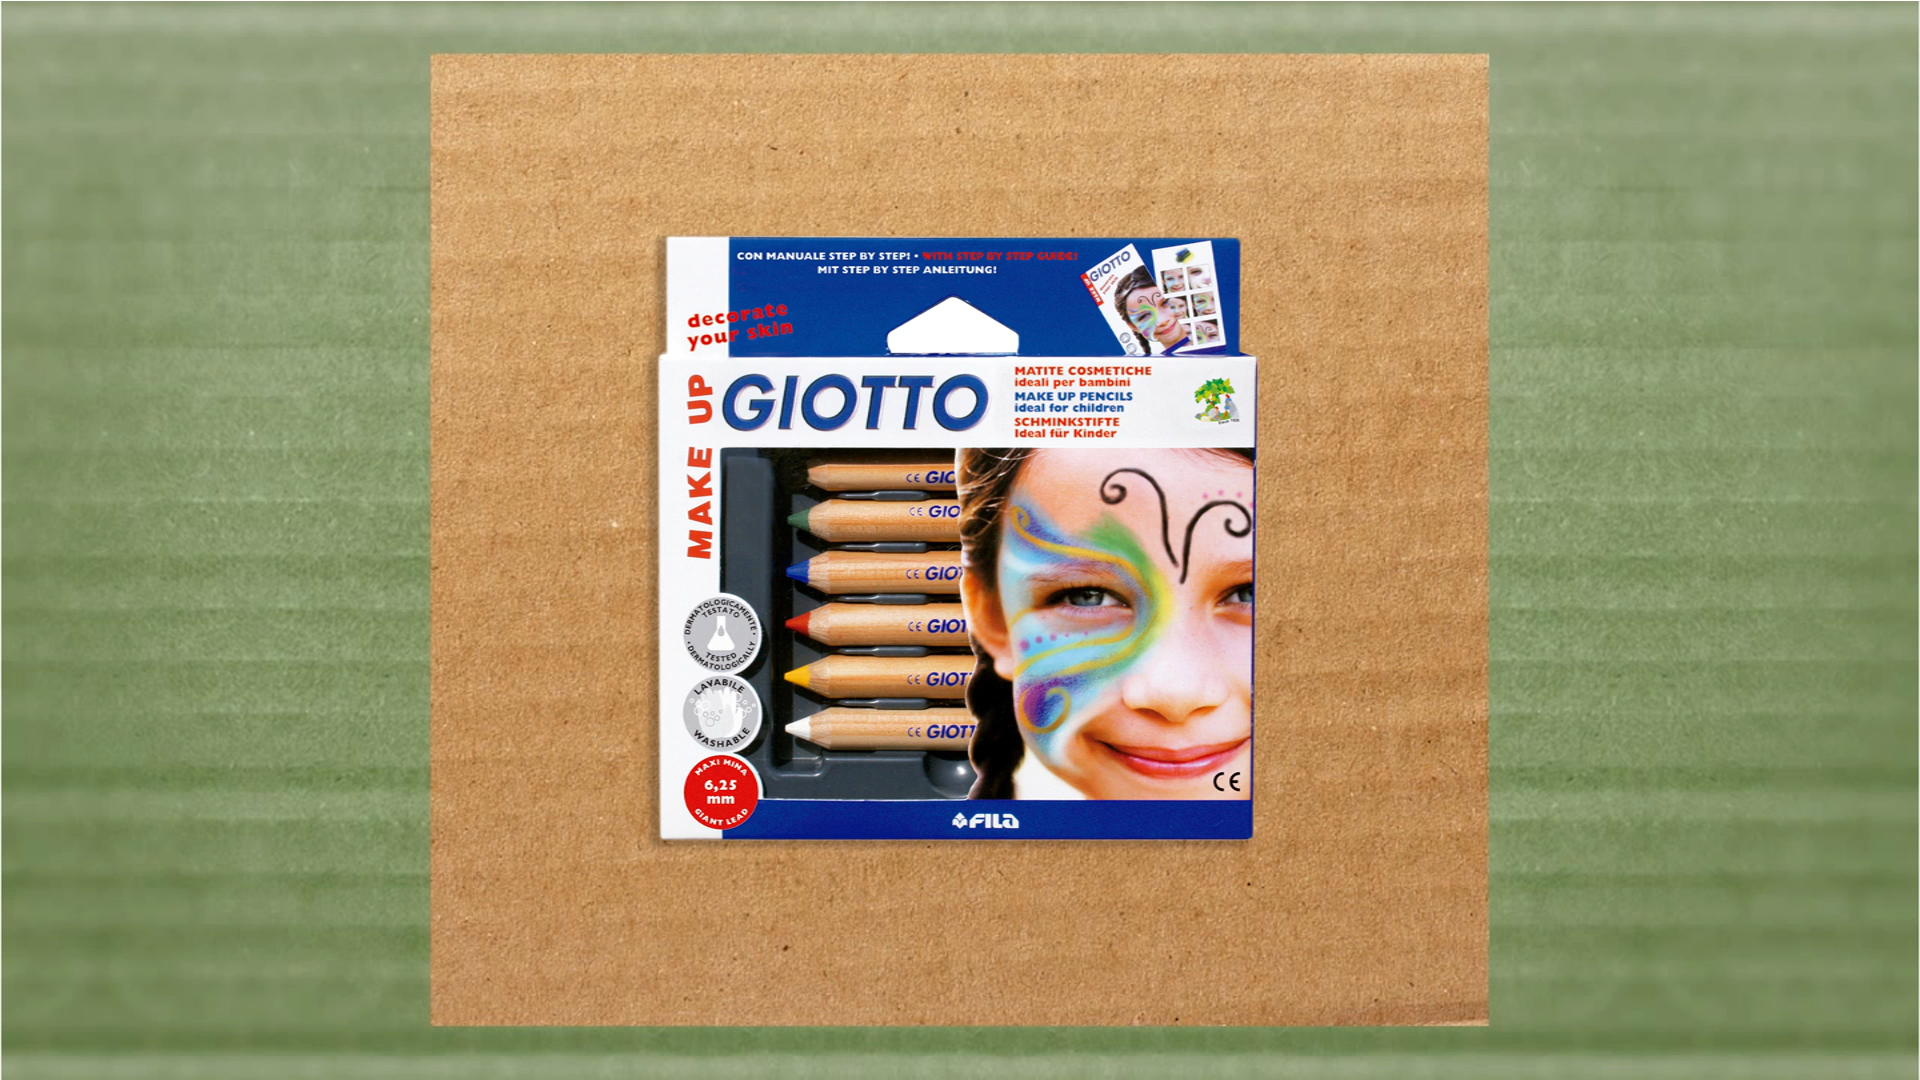 CON MANUALE STEP BY STEP! • WITH STEP BY STEP GUIDE!
MIT STEP BY STEP ANLEITUNG!
GIOTTO
decorate
your skin
MAKE UP
GIOTTO
MATITE COSMETICHE
ideali per bambini
MAKE UP PENCILS
ideal for children
SCHMINKSTIFTE
Ideal für Kinder
CE GIO
CE GIO
CE GIO
CE GIOT
CE GIOT
CE GIOTT
DERMATOLOGICAMENTE
TESTATO
TESTED
DERMATOLOGICALLY
LAVABILE
WASHABLE
MAXI MINA
6,25
mm
GIANT LEAD
CE
FILA